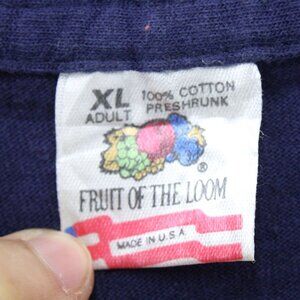 XL 100% COTTON
ADULT PRESHRUNK
®
FRUIT OF THE LOOM
MADE IN U.S.A.